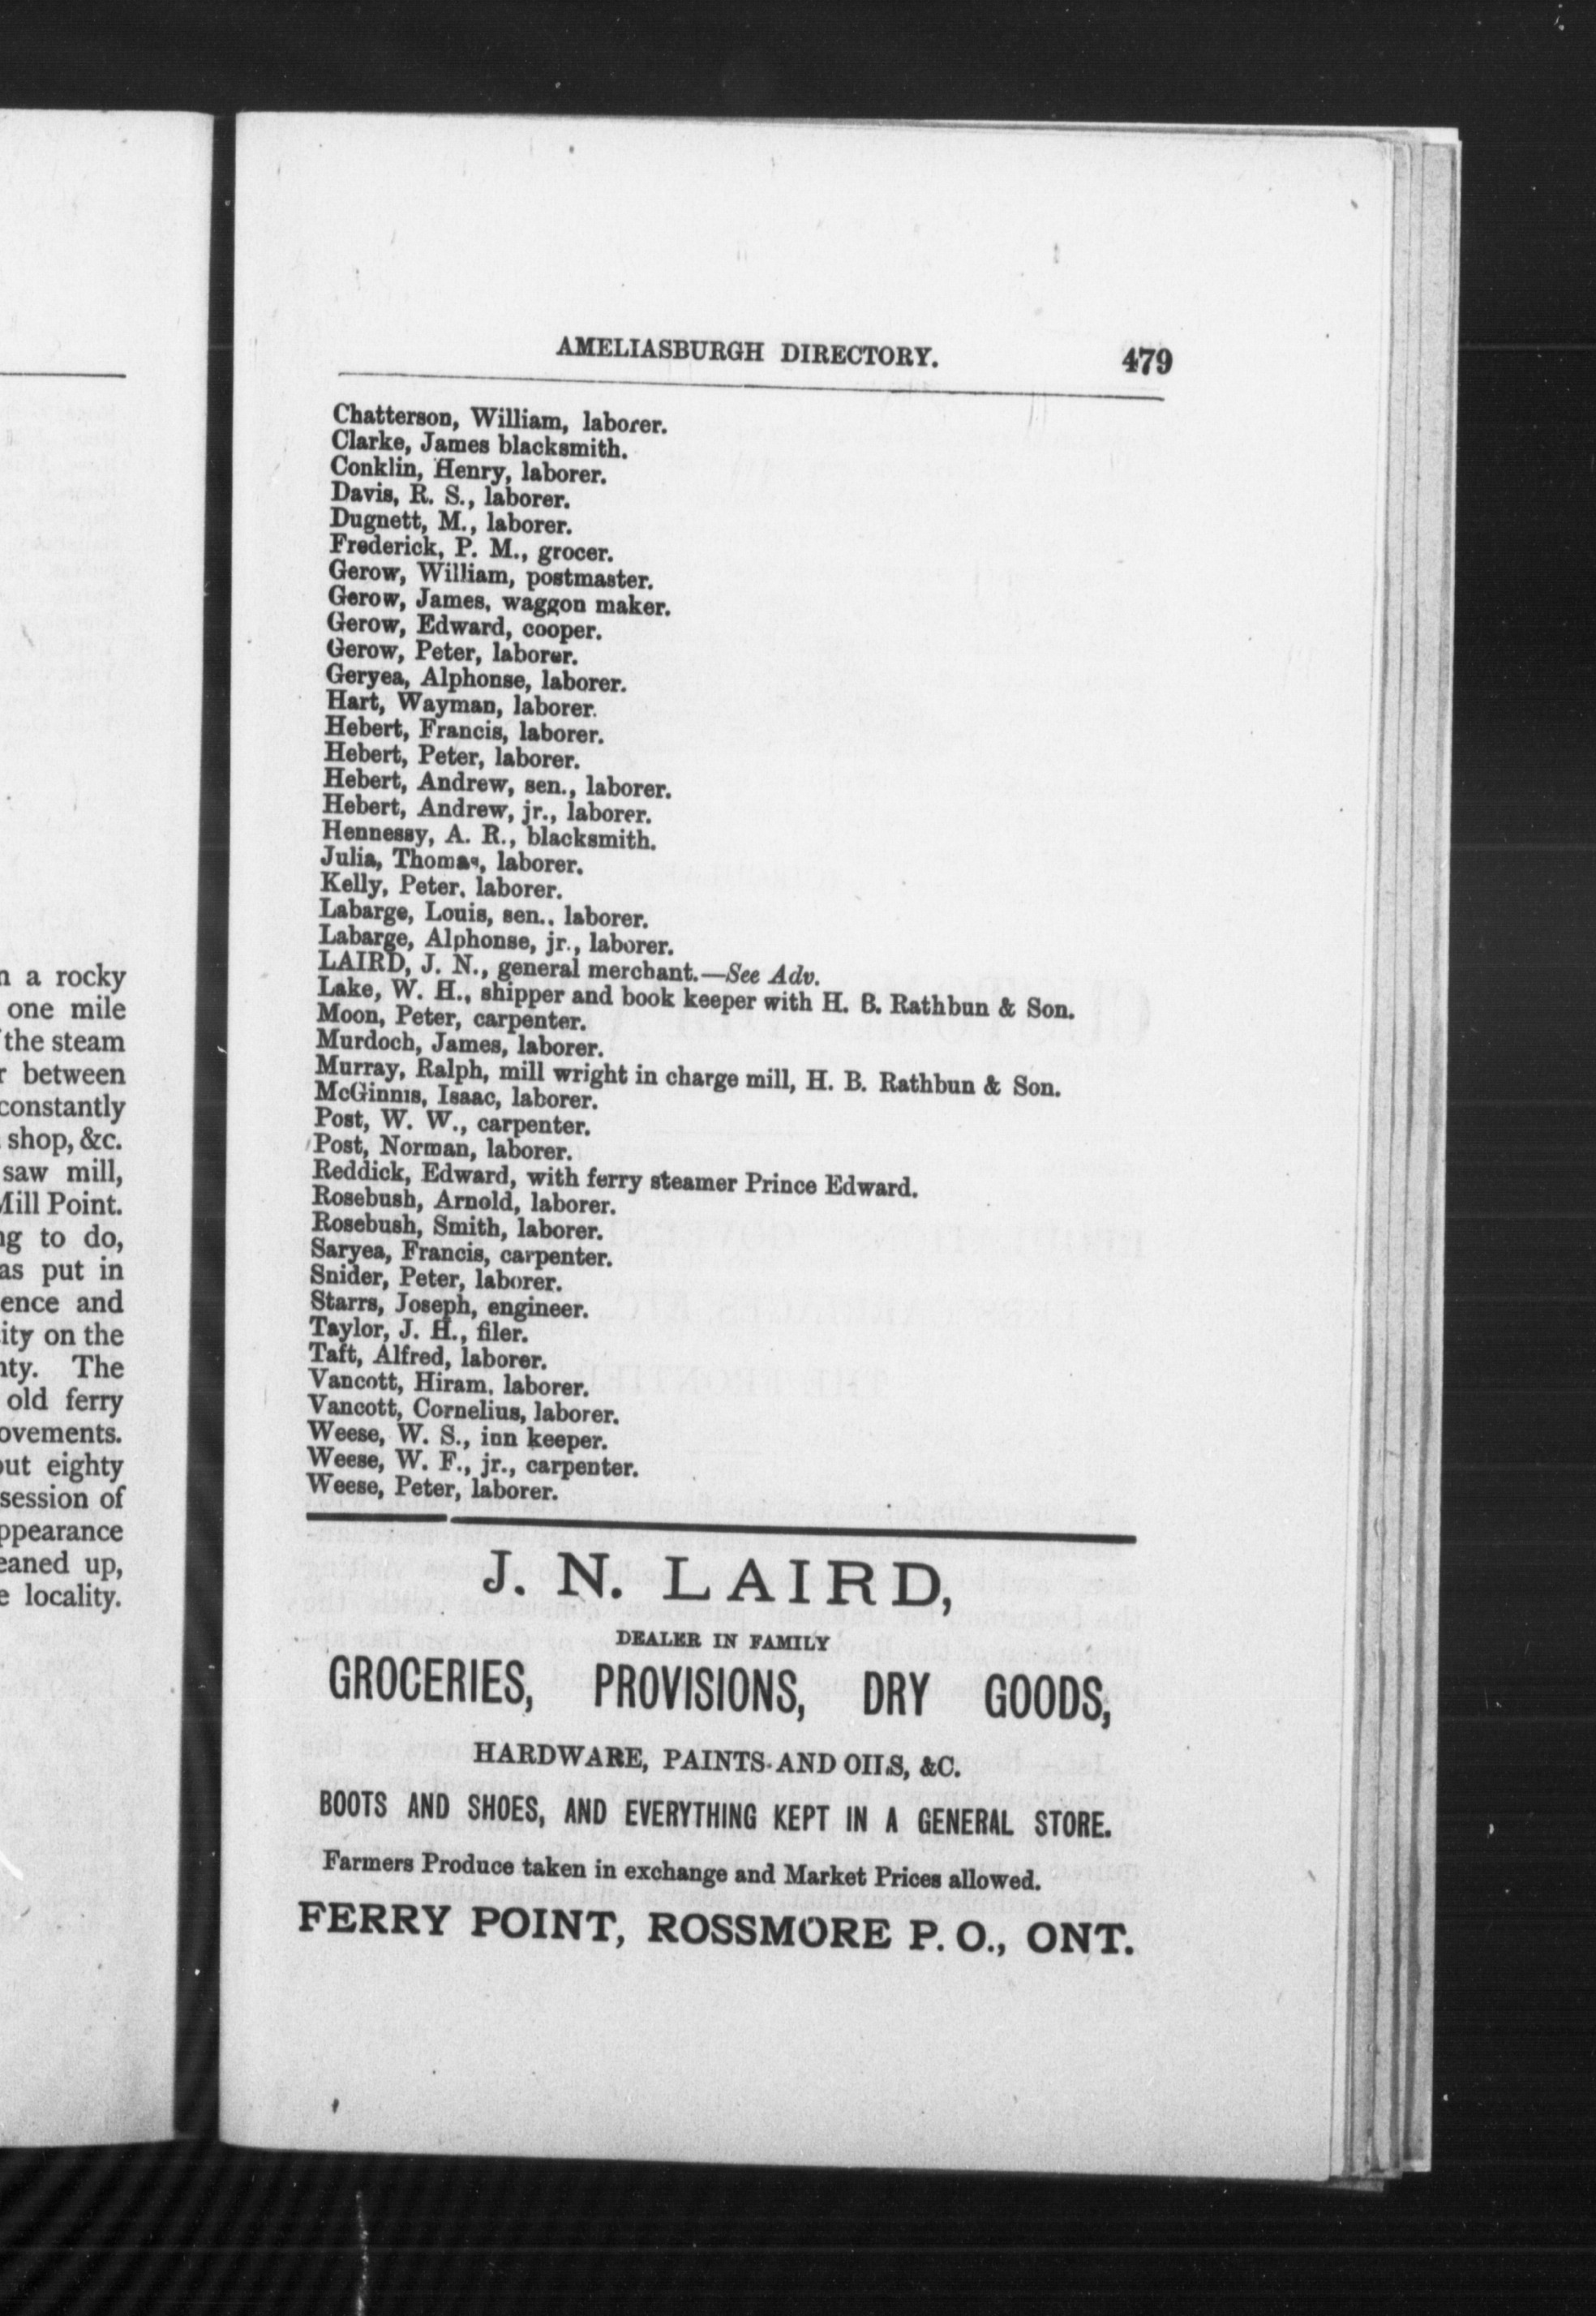 a rocky
one mile
the steam
between
constantly
shop, &c.
saw mill,
Mill Point.
to do,
as put in
ence and
ity on the
nty. The
old ferry
ovements.
out eighty
session of
ppearance
eaned up,
locality.
AMELIASBURGH DIRECTORY. 479
Chatterson, William, laborer.
Clarke, James blacksmith.
Conklin, Henry, laborer.
Davis, R. S., laborer.
Dugnett, M., laborer.
Frederick, P. M., grocer.
Gerow, William, postmaster.
Gerow, James, waggon maker.
Gerow, Edward, cooper.
Gerow, Peter, laborer.
Geryea, Alphonse, laborer.
Hart, Wayman, laborer.
Hebert, Francis, laborer.
Hebert, Peter, laborer.
Hebert, Andrew, sen., laborer.
Hebert, Andrew, jr., laborer.
Hennessy, A. R., blacksmith.
Julia, Thomas, laborer.
Kelly, Peter, laborer.
Labarge, Louis, sen., laborer.
Labarge, Alphonse, jr., laborer.
LAIRD, J. N., general merchant.—See Adv.
Lake, W. H., shipper and book keeper with H. B. Rathbun & Son.
Moon, Peter, carpenter.
Murdoch, James, laborer.
Murray, Ralph, mill wright in charge mill, H. B. Rathbun & Son.
McGinnis, Isaac, laborer.
Post, W. W., carpenter.
Post, Norman, laborer.
Reddick, Edward, with ferry steamer Prince Edward.
Rosebush, Arnold, laborer.
Rosebush, Smith, laborer.
Saryea, Francis, carpenter.
Snider, Peter, laborer.
Starrs, Joseph, engineer.
Taylor, J. H., filer.
Taft, Alfred, laborer.
Vancott, Hiram, laborer.
Vancott, Cornelius, laborer.
Weese, W. S., inn keeper.
Weese, W. F., jr., carpenter.
Weese, Peter, laborer.
J. N. LAIRD,
DEALER IN FAMILY
GROCERIES, PROVISIONS, DRY GOODS,
HARDWARE, PAINTS AND OILS, &C.
BOOTS AND SHOES, AND EVERYTHING KEPT IN A GENERAL STORE.
Farmers Produce taken in exchange and Market Prices allowed.
FERRY POINT, ROSSMORE P. O., ONT.